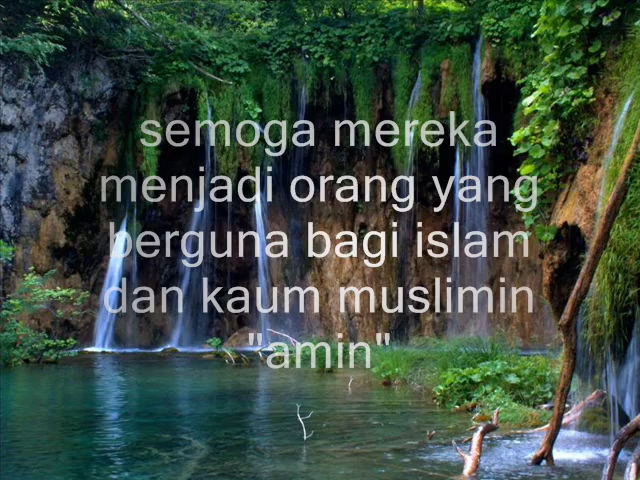 semoga mereka
menjadi orang yang
berguna bagi islam
dan kaum muslimin
"amin"